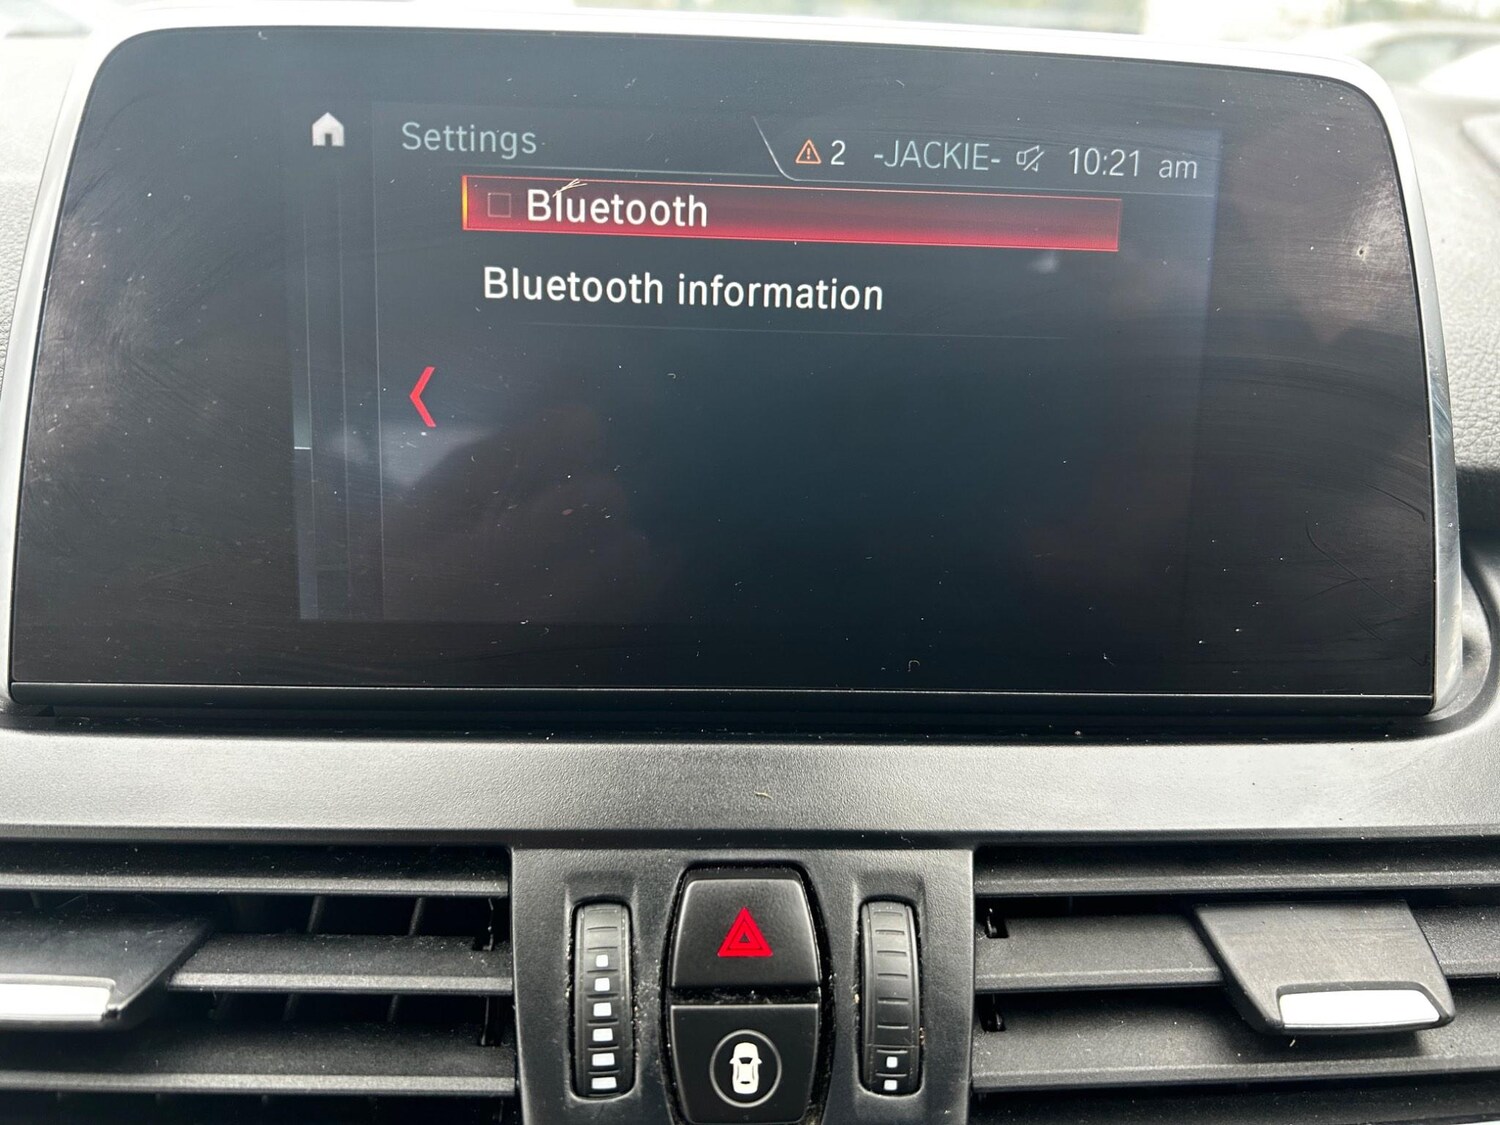 Settings
2 -JACKIE- 10:21 am
Bluetooth
Bluetooth information